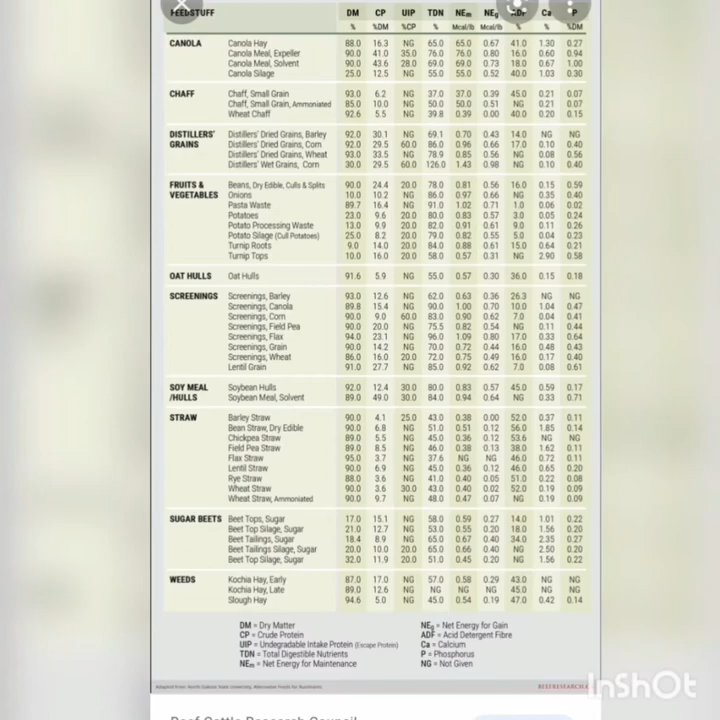 FEEDSTUFF DM CP UIP TDN NEm NEg ADF Ca P
% %DM %CP % Mcal/lb Mcal/lb % % %DM
CANOLA Canola Hay 88.0 16.3 NG 65.0 65.0 0.67 41.0 1.30 0.27
Canola Meal, Expeller 90.0 41.0 35.0 76.0 76.0 0.80 16.0 0.60 0.94
Canola Meal, Solvent 90.0 43.6 28.0 69.0 69.0 0.73 18.0 0.67 1.00
Canola Silage 25.0 12.5 NG 55.0 55.0 0.52 40.0 1.03 0.30
CHAFF Chaff, Small Grain 93.0 6.2 NG 37.0 37.0 0.39 45.0 0.21 0.07
Chaff, Small Grain, Ammoniated 85.0 10.0 NG 50.0 50.0 0.51 NG 0.21 0.07
Wheat Chaff 92.6 5.5 NG 39.8 0.39 0.00 40.0 0.20 0.15
DISTILLERS' Distillers' Dried Grains, Barley 92.0 30.1 NG 69.1 0.70 0.43 14.0 NG NG
GRAINS Distillers' Dried Grains, Corn 92.0 29.5 60.0 86.0 0.96 0.66 17.0 0.10 0.40
Distillers' Dried Grains, Wheat 93.0 33.5 NG 78.9 0.85 0.56 NG 0.08 0.56
Distillers' Wet Grains, Corn 30.0 29.5 60.0 126.0 1.43 0.98 NG 0.10 0.40
FRUITS & Beans, Dry Edible, Culls & Splits 90.0 24.4 20.0 78.0 0.81 0.56 16.0 0.15 0.59
VEGETABLES Onions 10.0 10.2 NG 86.0 0.97 0.66 NG 0.35 0.40
Pasta Waste 89.7 16.4 NG 91.0 1.02 0.71 1.0 0.06 0.02
Potatoes 23.0 9.6 20.0 80.0 0.83 0.57 3.0 0.05 0.24
Potato Processing Waste 13.0 9.9 20.0 82.0 0.91 0.61 9.0 0.11 0.26
Potato Silage (Cull Potatoes) 25.0 8.2 20.0 79.0 0.82 0.55 5.0 0.04 0.23
Turnip Roots 9.0 14.0 20.0 84.0 0.88 0.61 15.0 0.64 0.21
Turnip Tops 10.0 16.0 20.0 58.0 0.57 0.31 NG 2.90 0.58
OAT HULLS Oat Hulls 91.6 5.9 NG 55.0 0.57 0.30 36.0 0.15 0.18
SCREENINGS Screenings, Barley 93.0 12.6 NG 62.0 0.63 0.36 26.3 NG NG
Screenings, Canola 89.8 15.4 NG 90.0 1.00 0.70 10.0 1.04 0.47
Screenings, Corn 90.0 9.0 60.0 83.0 0.90 0.62 7.0 0.04 0.41
Screenings, Field Pea 90.0 20.0 NG 75.5 0.82 0.54 NG 0.11 0.44
Screenings, Flax 94.0 23.1 NG 96.0 1.09 0.80 17.0 0.33 0.64
Screenings, Grain 90.0 14.2 NG 70.0 0.72 0.44 16.0 0.48 0.43
Screenings, Wheat 86.0 16.0 20.0 72.0 0.75 0.49 16.0 0.17 0.40
Lentil Grain 91.0 27.7 NG 85.0 0.92 0.62 7.0 0.08 0.61
SOY MEAL Soybean Hulls 92.0 12.4 30.0 80.0 0.83 0.57 45.0 0.59 0.17
/HULLS Soybean Meal, Solvent 89.0 49.0 30.0 84.0 0.94 0.64 NG 0.33 0.71
STRAW Barley Straw 90.0 4.1 25.0 43.0 0.38 0.00 52.0 0.37 0.11
Bean Straw, Dry Edible 90.0 6.8 NG 51.0 0.51 0.12 56.0 1.85 0.14
Chickpea Straw 89.0 5.5 NG 45.0 0.36 0.12 53.6 NG NG
Field Pea Straw 89.0 8.5 NG 46.0 0.38 0.13 38.0 1.62 0.11
Flax Straw 95.0 3.7 NG 37.6 NG NG 46.0 0.72 0.11
Lentil Straw 90.0 6.9 NG 45.0 0.36 0.12 46.0 0.65 0.20
Rye Straw 88.0 3.6 NG 41.0 0.40 0.05 51.0 0.22 0.08
Wheat Straw 90.0 3.6 30.0 43.0 0.40 0.02 52.0 0.19 0.09
Wheat Straw, Ammoniated 90.0 9.7 NG 48.0 0.47 0.07 NG 0.19 0.09
SUGAR BEETS Beet Tops, Sugar 17.0 15.1 NG 58.0 0.59 0.27 14.0 1.01 0.22
Beet Top Silage, Sugar 21.0 12.7 NG 53.0 0.55 0.20 18.0 1.56 0.20
Beet Tailings, Sugar 18.4 8.9 NG 65.0 0.67 0.40 34.0 2.35 0.27
Beet Tailings Silage, Sugar 20.0 10.0 20.0 65.0 0.66 0.40 NG 2.50 0.20
Beet Top Silage, Sugar 32.0 11.9 20.0 51.0 0.45 0.20 NG 1.56 0.22
WEEDS Kochia Hay, Early 87.0 17.0 NG 57.0 0.58 0.29 43.0 NG NG
Kochia Hay, Late 89.0 12.6 NG NG NG NG 45.0 NG NG
Slough Hay 94.6 5.0 NG 45.0 0.54 0.19 47.0 0.42 0.14
DM = Dry Matter NEg = Net Energy for Gain
CP = Crude Protein ADF = Acid Detergent Fibre
UIP = Undegradable Intake Protein (Escape Protein) Ca = Calcium
TDN = Total Digestible Nutrients P = Phosphorus
NEm = Net Energy for Maintenance NG = Not Given
Adapted from: North Dakota State University, Alternative Feeds for Ruminants. BEEFRESEARCH.C
InShOt
Beef Cattle Research Council